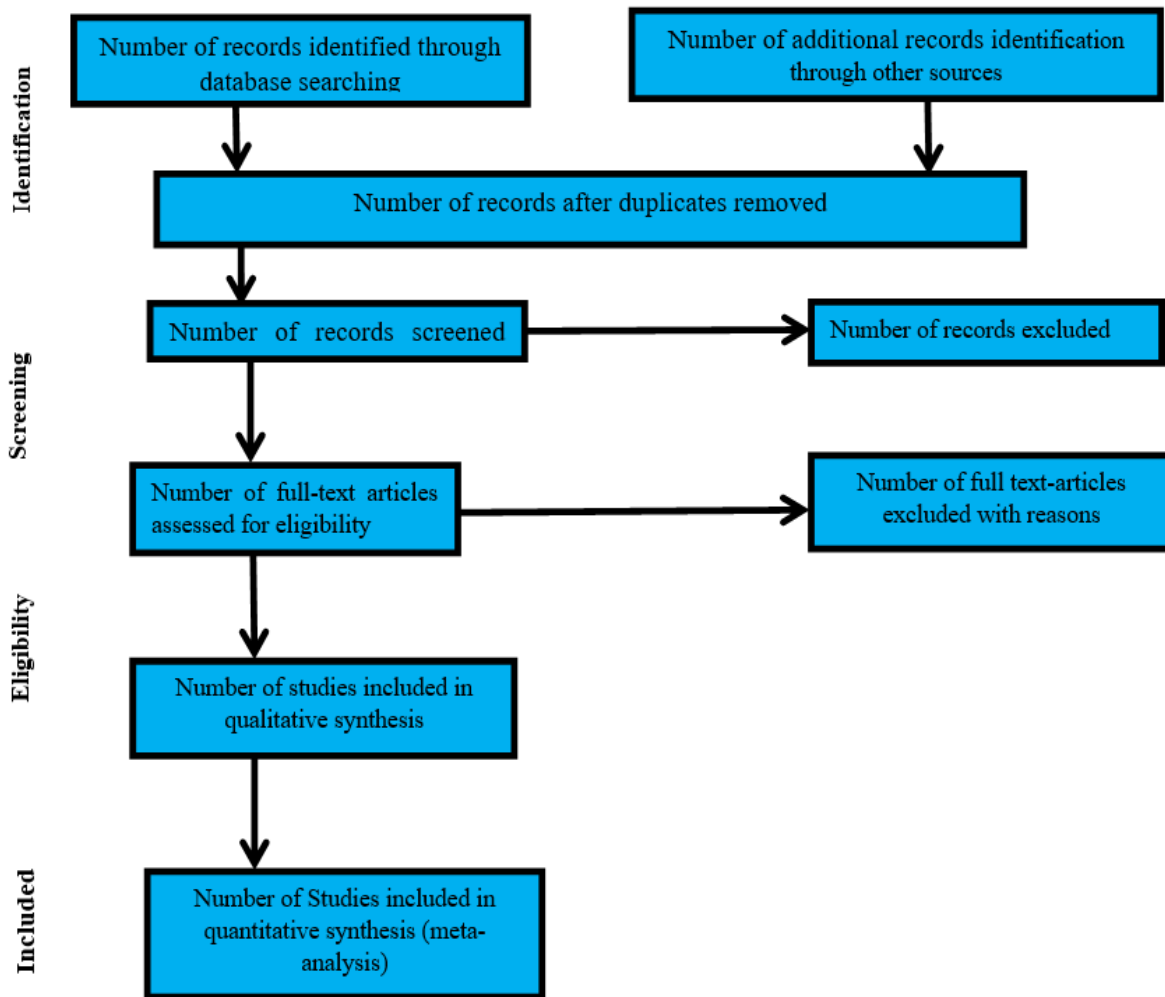 Number of records identified through
database searching
Number of additional records identification
through other sources
Identification
Number of records after duplicates removed
Number of records screened
Number of records excluded
Screening
Number of full-text articles
assessed for eligibility
Number of full text-articles
excluded with reasons
Eligibility
Number of studies included in
qualitative synthesis
Included
Number of Studies included in
quantitative synthesis (meta-
analysis)